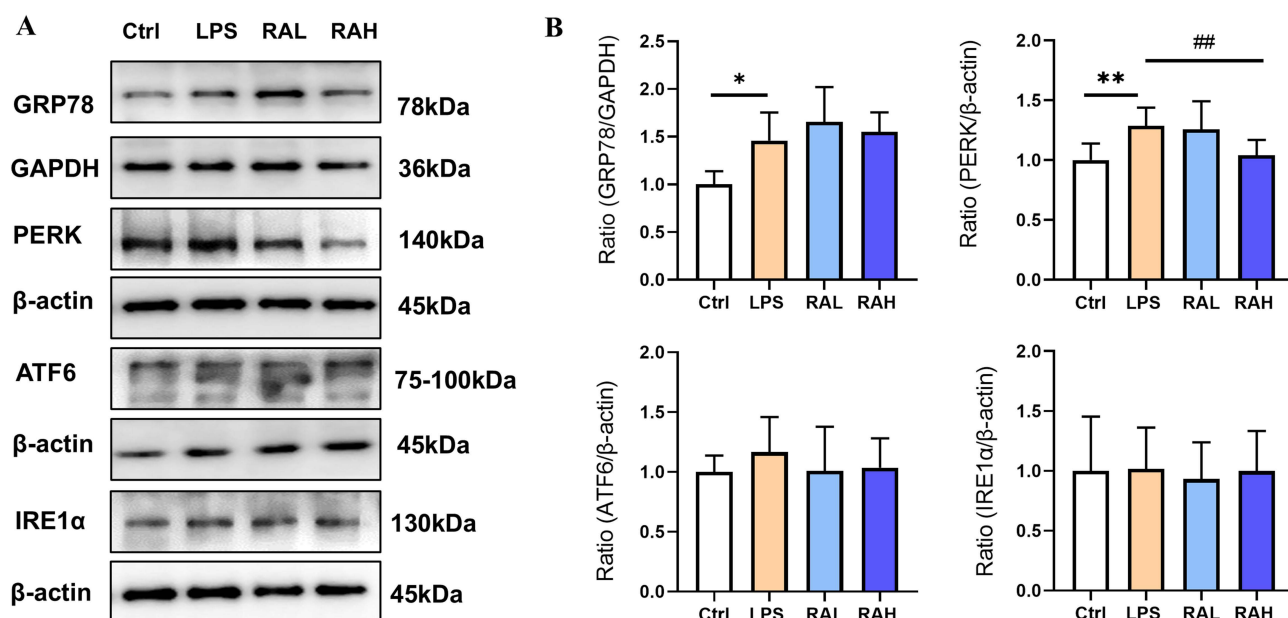 A
Ctrl LPS RAL RAH
GRP78 78kDa
GAPDH 36kDa
PERK 140kDa
β-actin 45kDa
ATF6 75-100kDa
β-actin 45kDa
IRE1α 130kDa
β-actin 45kDa
B
Ratio (GRP78/GAPDH)
2.5
2.0
1.5
1.0
0.5
0.0
*
Ctrl LPS RAL RAH
Ratio (PERK/β-actin)
2.0
1.5
1.0
0.5
0.0
**
##
Ctrl LPS RAL RAH
Ratio (ATF6/β-actin)
2.0
1.5
1.0
0.5
0.0
Ctrl LPS RAL RAH
Ratio (IRE1α/β-actin)
2.0
1.5
1.0
0.5
0.0
Ctrl LPS RAL RAH